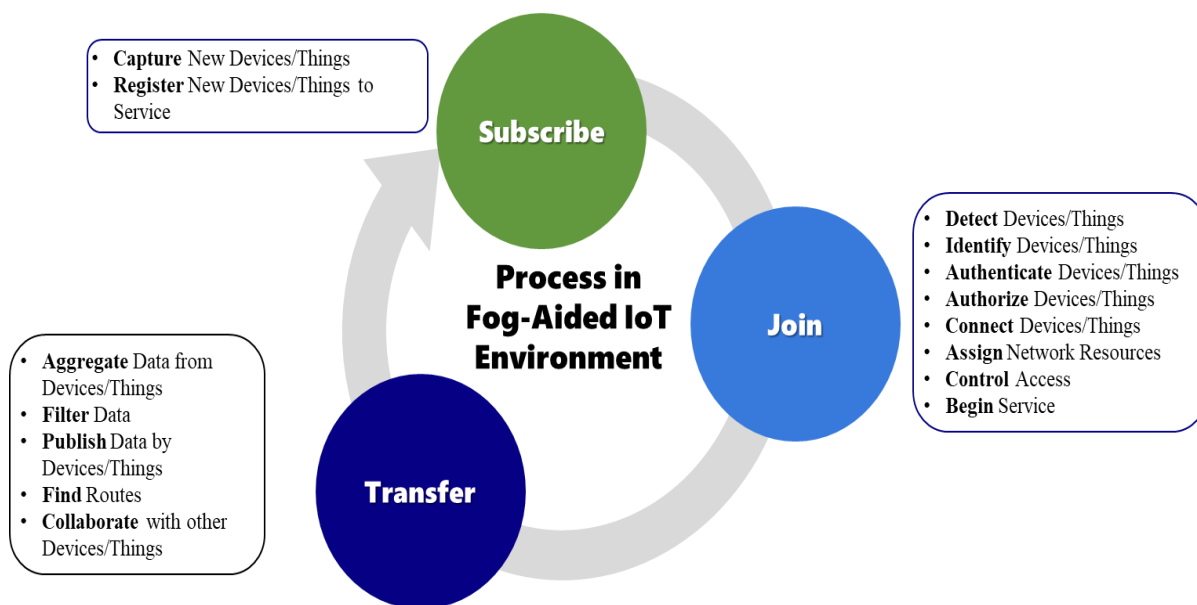 • Capture New Devices/Things
• Register New Devices/Things to
Service
Subscribe
• Detect Devices/Things
• Identify Devices/Things
• Authenticate Devices/Things
• Authorize Devices/Things
• Connect Devices/Things
• Assign Network Resources
• Control Access
• Begin Service
Join
Process in
Fog-Aided IoT
Environment
• Aggregate Data from
Devices/Things
• Filter Data
• Publish Data by
Devices/Things
• Find Routes
• Collaborate with other
Devices/Things
Transfer